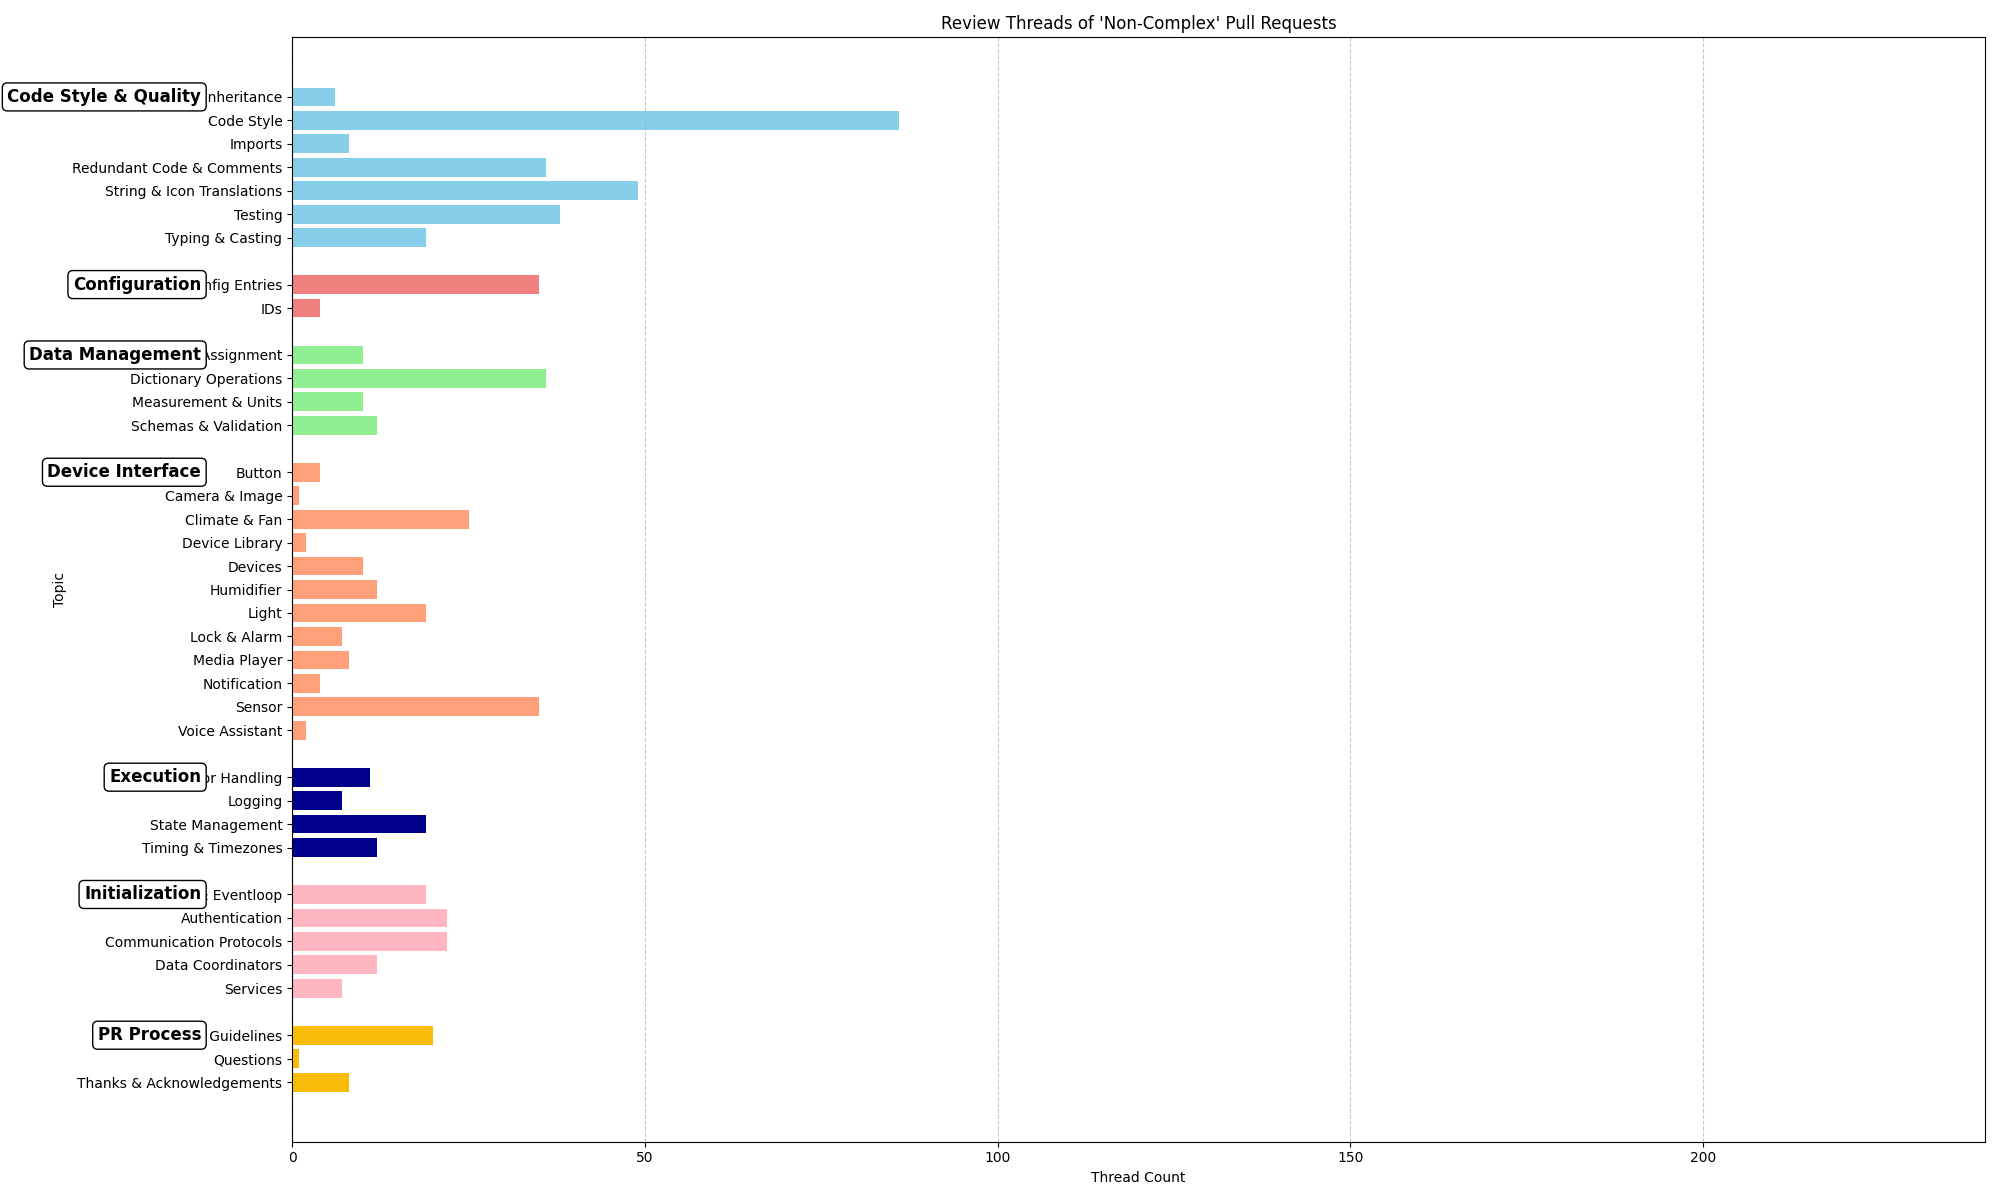 Review Threads of 'Non-Complex' Pull Requests
Code Style & Quality
Code Style
Imports
Redundant Code & Comments
String & Icon Translations
Testing
Typing & Casting
Configuration
Entries
IDs
Data Management
Assignment
Dictionary Operations
Measurement & Units
Schemas & Validation
Device Interface
Button
Camera & Image
Climate & Fan
Device Library
Devices
Humidifier
Light
Lock & Alarm
Media Player
Notification
Sensor
Voice Assistant
Execution
Handling
Logging
State Management
Timing & Timezones
Initialization
Eventloop
Authentication
Communication Protocols
Data Coordinators
Services
PR Process
Guidelines
Questions
Thanks & Acknowledgements
Topic
0 50 100 150 200
Thread Count